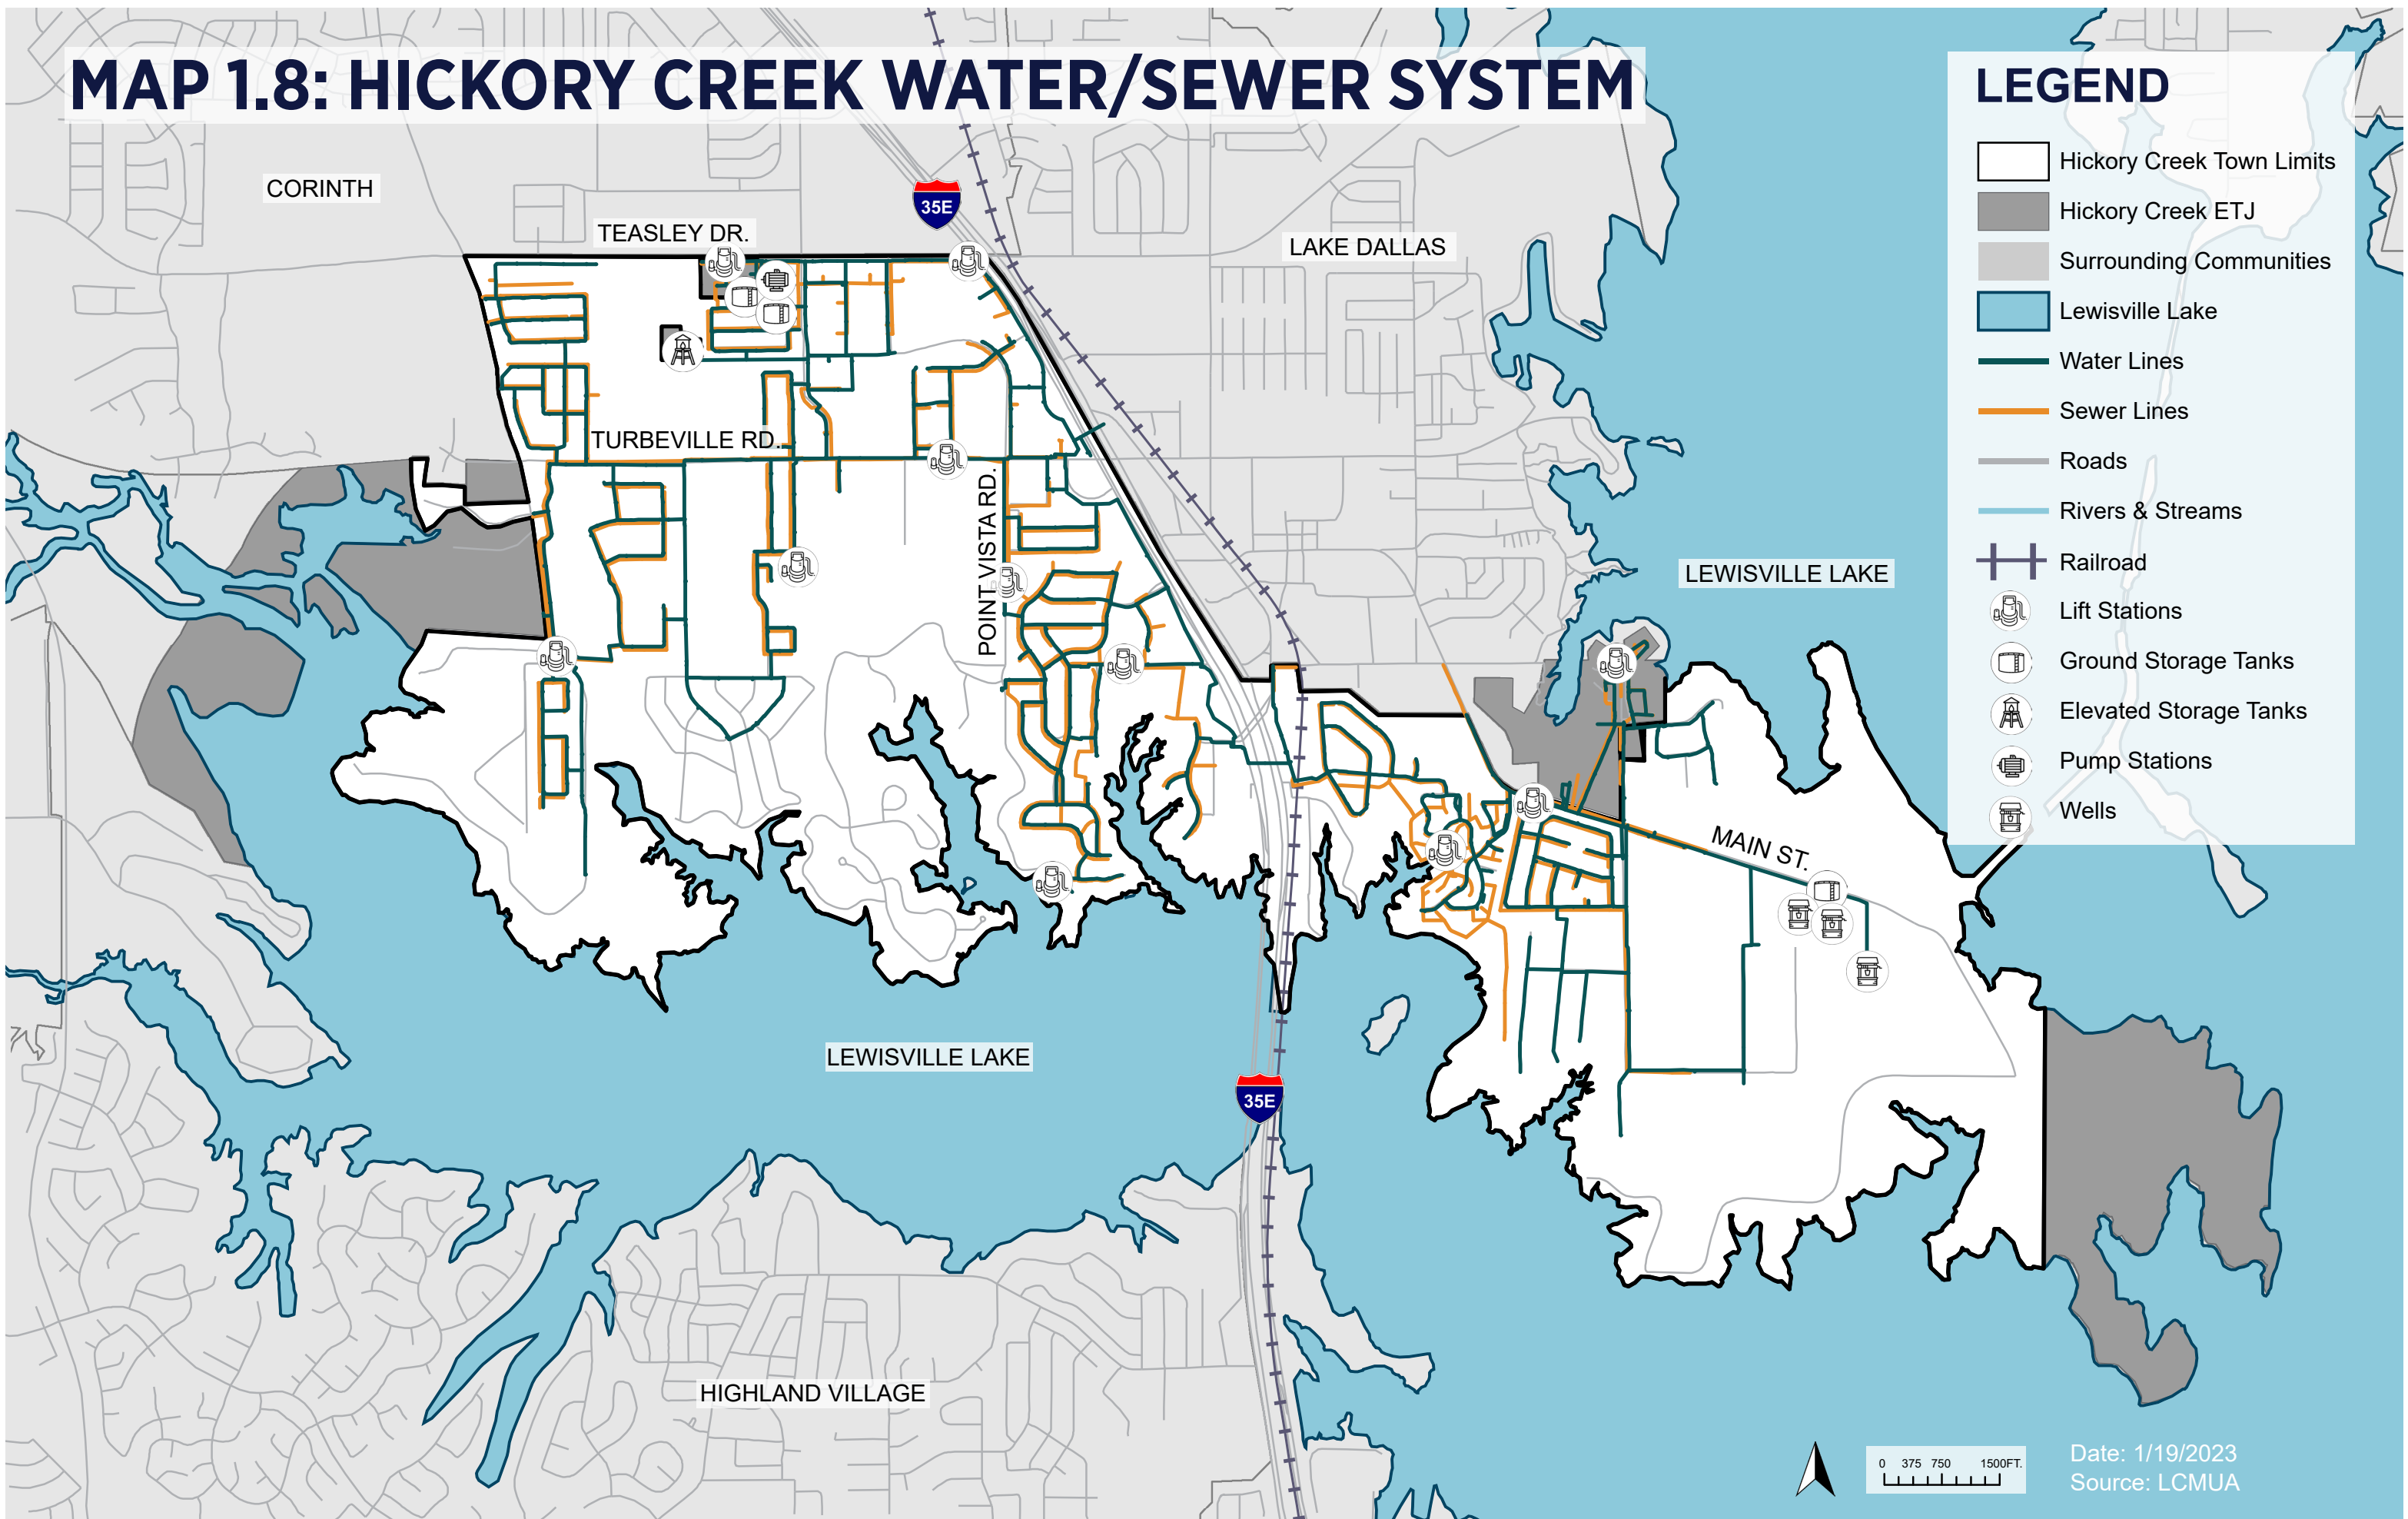 MAP 1.8: HICKORY CREEK WATER/SEWER SYSTEM
LEGEND
Hickory Creek Town Limits
Hickory Creek ETJ
Surrounding Communities
Lewisville Lake
Water Lines
Sewer Lines
Roads
Rivers & Streams
Railroad
Lift Stations
Ground Storage Tanks
Elevated Storage Tanks
Pump Stations
Wells
CORINTH
35E
TEASLEY DR.
LAKE DALLAS
TURBEVILLE RD.
POINT VISTA RD.
LEWISVILLE LAKE
MAIN ST.
LEWISVILLE LAKE
35E
HIGHLAND VILLAGE
0 375 750 1500FT.
Date: 1/19/2023
Source: LCMUA